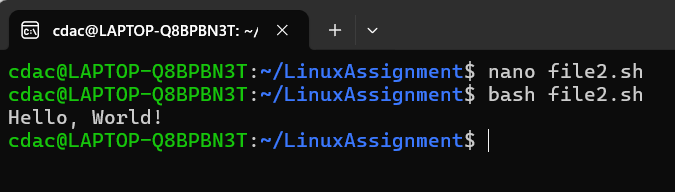 cdac@LAPTOP-Q8BPBN3T: ~/
cdac@LAPTOP-Q8BPBN3T:~/LinuxAssignment$ nano file2.sh
cdac@LAPTOP-Q8BPBN3T:~/LinuxAssignment$ bash file2.sh
Hello, World!
cdac@LAPTOP-Q8BPBN3T:~/LinuxAssignment$